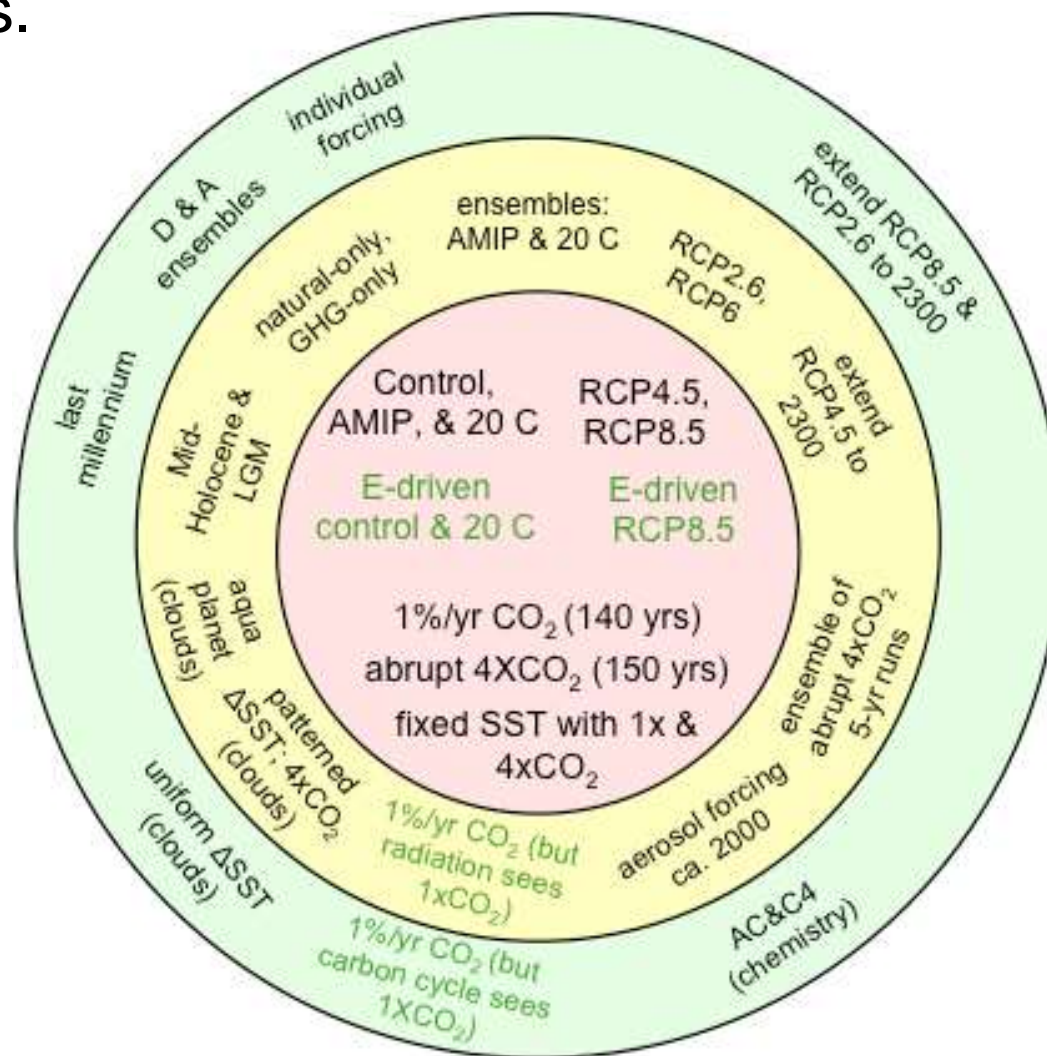 s.
individual
forcing
D & A
ensembles
last
millennium
extend RCP8.5 &
RCP2.6 to 2300
ensembles:
AMIP & 20 C
natural-only,
GHG-only
RCP2.6,
RCP6
Mid-
Holocene &
LGM
extend
RCP4.5 to
2300
Control,
AMIP, & 20 C
RCP4.5,
RCP8.5
E-driven
control & 20 C
E-driven
RCP8.5
1%/yr CO₂ (140 yrs)
abrupt 4XCO₂ (150 yrs)
fixed SST with 1x &
4xCO₂
aqua
planet
(clouds)
ensemble of
abrupt 4xCO₂
5-yr runs
patterned
ΔSST; 4xCO₂
(clouds)
aerosol forcing
ca. 2000
1%/yr CO₂ (but
radiation sees
1xCO₂)
uniform ΔSST
(clouds)
1%/yr CO₂ (but
carbon cycle sees
1XCO₂)
AC&C4
(chemistry)